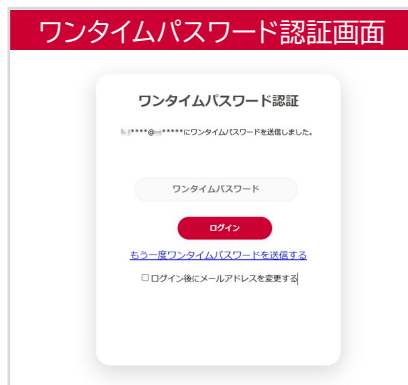 ワンタイムパスワード認証画面
ワンタイムパスワード認証
****@ *****にワンタイムパスワードを送信しました。
ワンタイムパスワード
ログイン
もう一度ワンタイムパスワードを送信する
ログイン後にメールアドレスを変更する